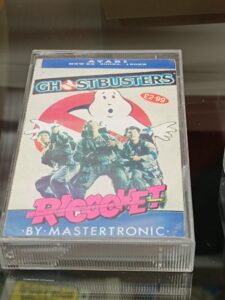 ATARI
GHOSTBUSTERS
£2.99
RICOCHET
·BY·MASTERTRONIC·